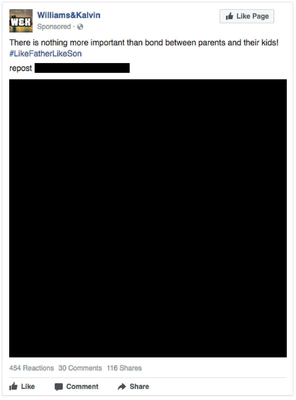 W&K
Williams&Kalvin
Sponsored ·
Like Page
There is nothing more important than bond between parents and their kids!
#LikeFatherLikeSon
repost
454 Reactions 30 Comments 116 Shares
Like Comment Share